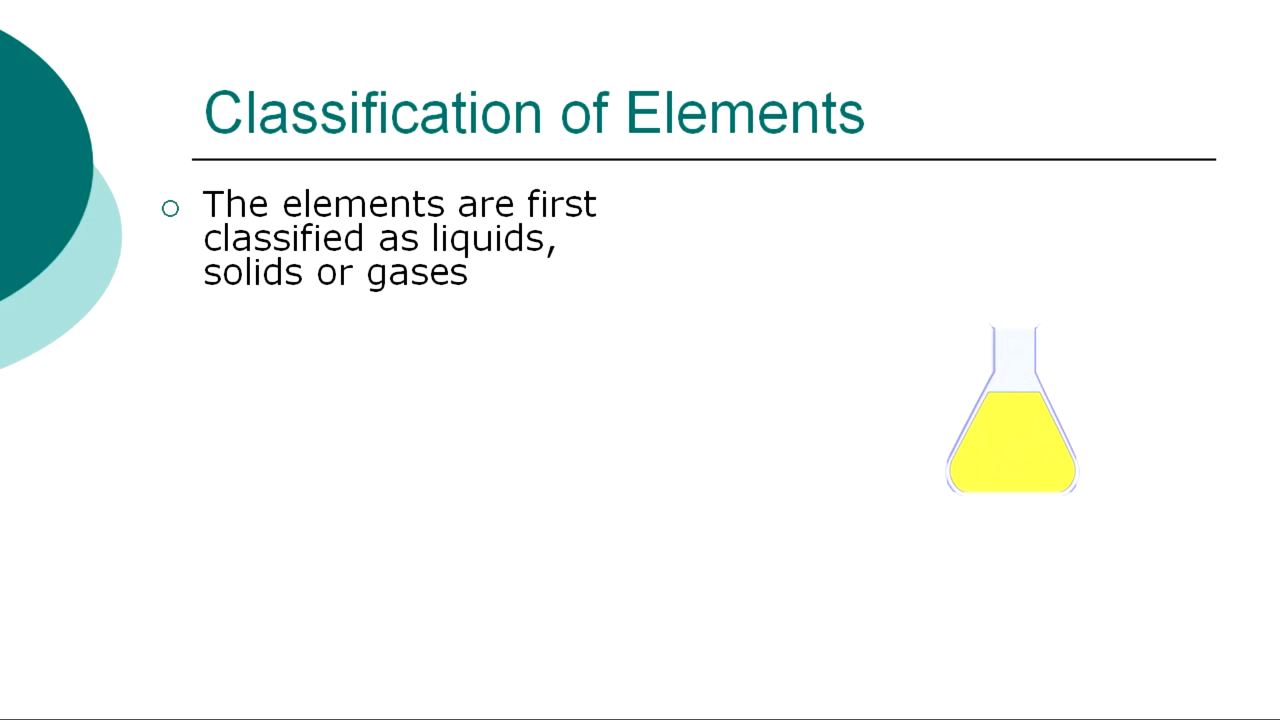 Classification of Elements
The elements are first
classified as liquids,
solids or gases